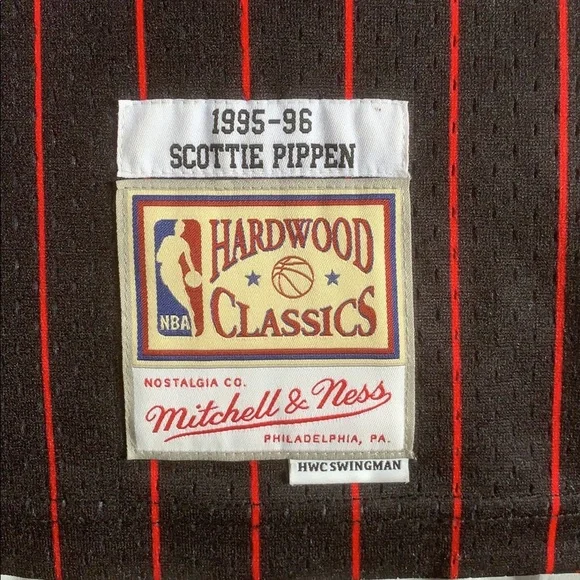 1995-96
SCOTTIE PIPPEN
HARDWOOD
CLASSICS
NBA
NOSTALGIA CO.
Mitchell & Ness
PHILADELPHIA, PA.
HWC SWINGMAN